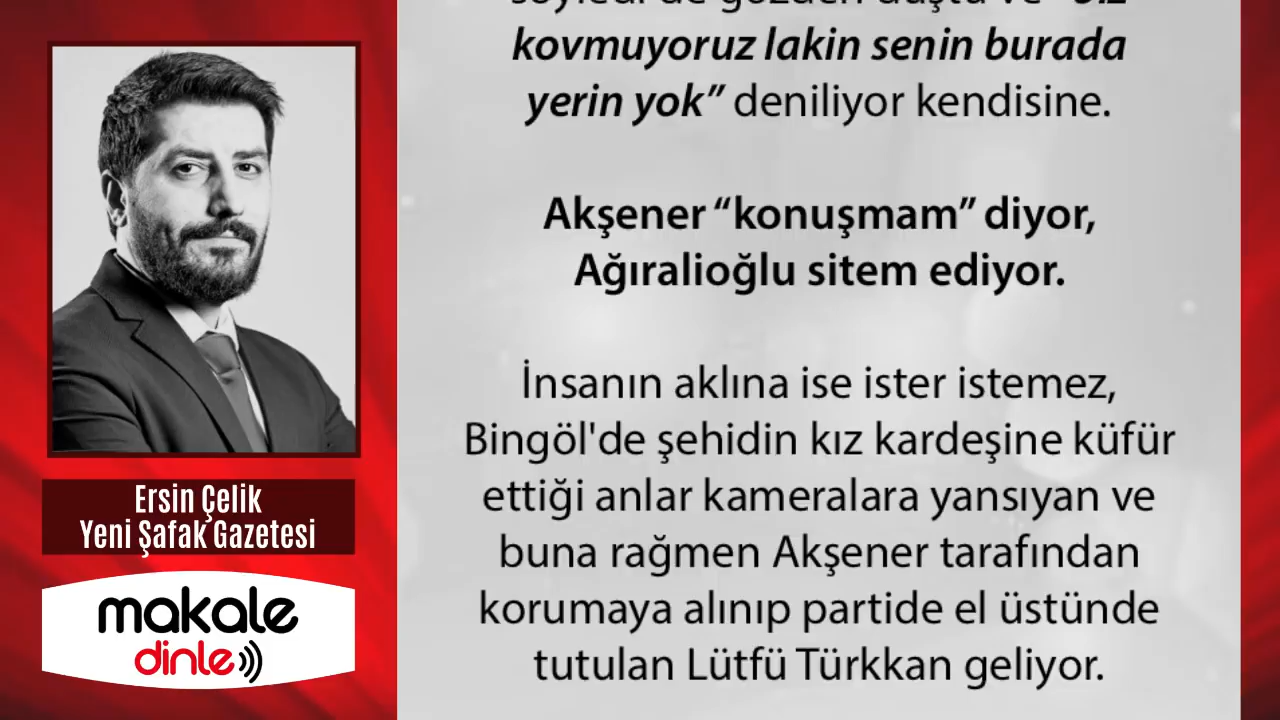 kovmuyoruz lakin senin burada
yerin yok” deniliyor kendisine.
Akşener “konuşmam” diyor,
Ağıralioğlu sitem ediyor.
İnsanın aklına ise ister istemez,
Bingöl'de şehidin kız kardeşine küfür
ettiği anlar kameralara yansıyan ve
buna rağmen Akşener tarafından
korumaya alınıp partide el üstünde
tutulan Lütfü Türkkan geliyor.
Ersin Çelik
Yeni Şafak Gazetesi
makale
dinle